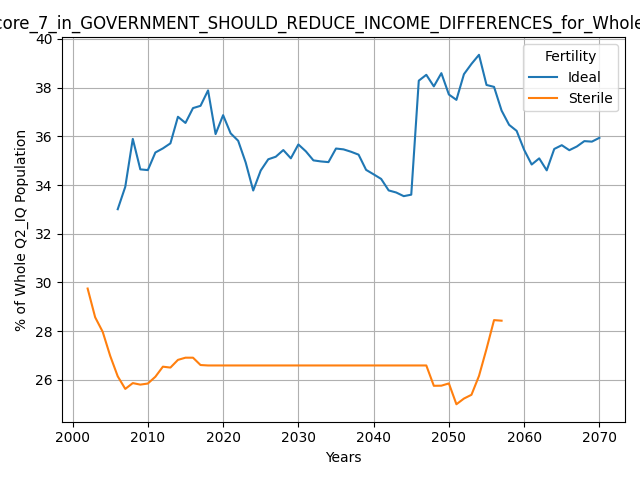 core_7_in_GOVERNMENT_SHOULD_REDUCE_INCOME_DIFFERENCES_for_Whole
40
38
36
34
32
30
28
26
% of Whole Q2_IQ Population
Fertility
Ideal
Sterile
2000 2010 2020 2030 2040 2050 2060 2070
Years